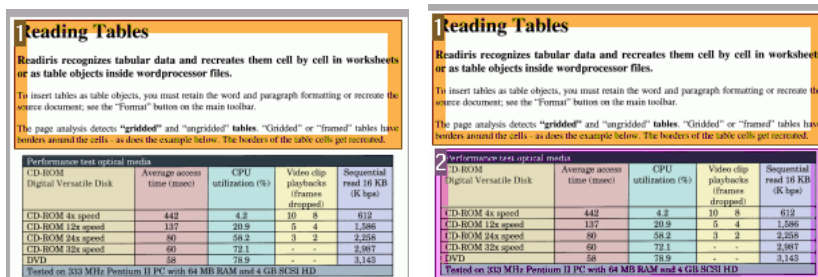 1
Reading Tables
Readiris recognizes tabular data and recreates them cell by cell in worksheets
or as table objects inside wordprocessor files.
To insert tables as table objects, you must retain the word and paragraph formatting or recreate the
source document; see the "Format" button on the main toolbar.
The page analysis detects "gridded" and "ungridded" tables. "Gridded" or "framed" tables have
borders around the cells - as does the example below. The borders of the table cells get recreated.
Performance test optical media
CD-ROM Average access CPU Video clip Sequential
Digital Versatile Disk time (msec) utilization (%) playbacks read 16 KB
(frames (K bps)
dropped)
CD-ROM 4x speed 442 4.2 10 8 612
CD-ROM 12x speed 137 20.9 5 4 1,586
CD-ROM 24x speed 80 58.2 3 2 2,258
CD-ROM 32x speed 60 72.1 - - 2,987
DVD 58 78.9 - - 3,143
Tested on 333 MHz Pentium II PC with 64 MB RAM and 4 GB SCSI HD
1
Reading Tables
Readiris recognizes tabular data and recreates them cell by cell in worksheet
or as table objects inside wordprocessor files.
To insert tables as table objects, you must retain the word and paragraph formatting or recreate th
source document; see the "Format" button on the main toolbar.
The page analysis detects "gridded" and "ungridded" tables. "Gridded" or "framed" tables hav
borders around the cells - as does the example below. The borders of the table cells get recreated.
2
Performance test optical media
CD-ROM Average access CPU Video clip Sequential
Digital Versatile Disk time (msec) utilization (%) playbacks read 16 KB
(frames (K bps)
dropped)
CD-ROM 4x speed 442 4.2 10 8 612
CD-ROM 12x speed 137 20.9 5 4 1,586
CD-ROM 24x speed 80 58.2 3 2 2,258
CD-ROM 32x speed 60 72.1 - - 2,987
DVD 58 78.9 - - 3,143
Tested on 333 MHz Pentium II PC with 64 MB RAM and 4 GB SCSI HD